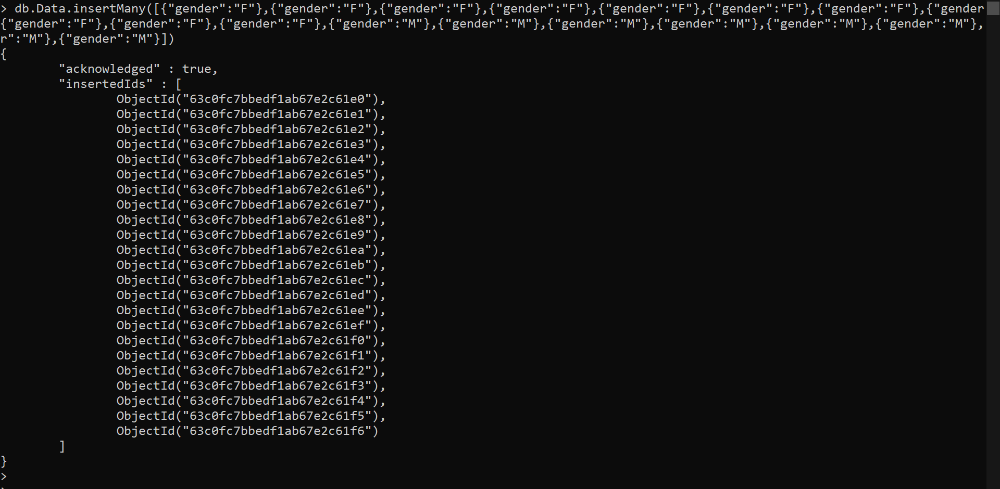 > db.Data.insertMany([{"gender":"F"},{"gender":"F"},{"gender":"F"},{"gender":"F"},{"gender":"F"},{"gender":"F"},{"gender":"F"},{"gender
{"gender":"F"},{"gender":"F"},{"gender":"F"},{"gender":"M"},{"gender":"M"},{"gender":"M"},{"gender":"M"},{"gender":"M"},{"gender":"M"},
r":"M"},{"gender":"M"}])
{
        "acknowledged" : true,
        "insertedIds" : [
                ObjectId("63c0fc7bbedf1ab67e2c61e0"),
                ObjectId("63c0fc7bbedf1ab67e2c61e1"),
                ObjectId("63c0fc7bbedf1ab67e2c61e2"),
                ObjectId("63c0fc7bbedf1ab67e2c61e3"),
                ObjectId("63c0fc7bbedf1ab67e2c61e4"),
                ObjectId("63c0fc7bbedf1ab67e2c61e5"),
                ObjectId("63c0fc7bbedf1ab67e2c61e6"),
                ObjectId("63c0fc7bbedf1ab67e2c61e7"),
                ObjectId("63c0fc7bbedf1ab67e2c61e8"),
                ObjectId("63c0fc7bbedf1ab67e2c61e9"),
                ObjectId("63c0fc7bbedf1ab67e2c61ea"),
                ObjectId("63c0fc7bbedf1ab67e2c61eb"),
                ObjectId("63c0fc7bbedf1ab67e2c61ec"),
                ObjectId("63c0fc7bbedf1ab67e2c61ed"),
                ObjectId("63c0fc7bbedf1ab67e2c61ee"),
                ObjectId("63c0fc7bbedf1ab67e2c61ef"),
                ObjectId("63c0fc7bbedf1ab67e2c61f0"),
                ObjectId("63c0fc7bbedf1ab67e2c61f1"),
                ObjectId("63c0fc7bbedf1ab67e2c61f2"),
                ObjectId("63c0fc7bbedf1ab67e2c61f3"),
                ObjectId("63c0fc7bbedf1ab67e2c61f4"),
                ObjectId("63c0fc7bbedf1ab67e2c61f5"),
                ObjectId("63c0fc7bbedf1ab67e2c61f6")
        ]
}
>